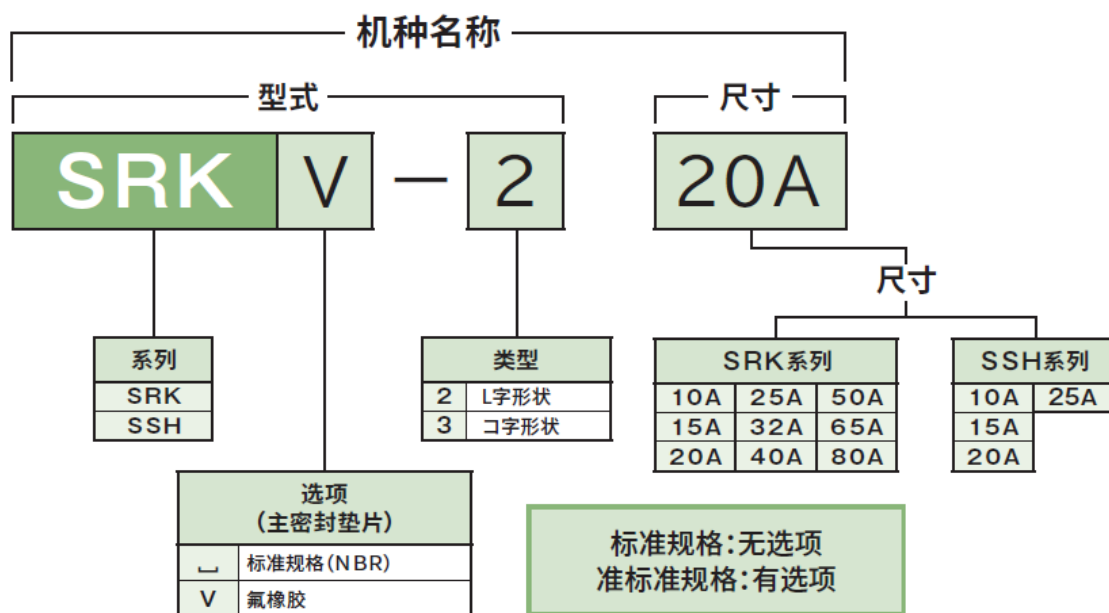 机种名称
型式
尺寸
SRK V － 2 20A
尺寸
系列
SRK
SSH
类型
2 L字形状
3 コ字形状
SRK系列
10A 25A 50A
15A 32A 65A
20A 40A 80A
SSH系列
10A 25A
15A
20A
选项
(主密封垫片)
⎵ 标准规格(NBR)
V 氟橡胶
标准规格:无选项
准标准规格:有选项